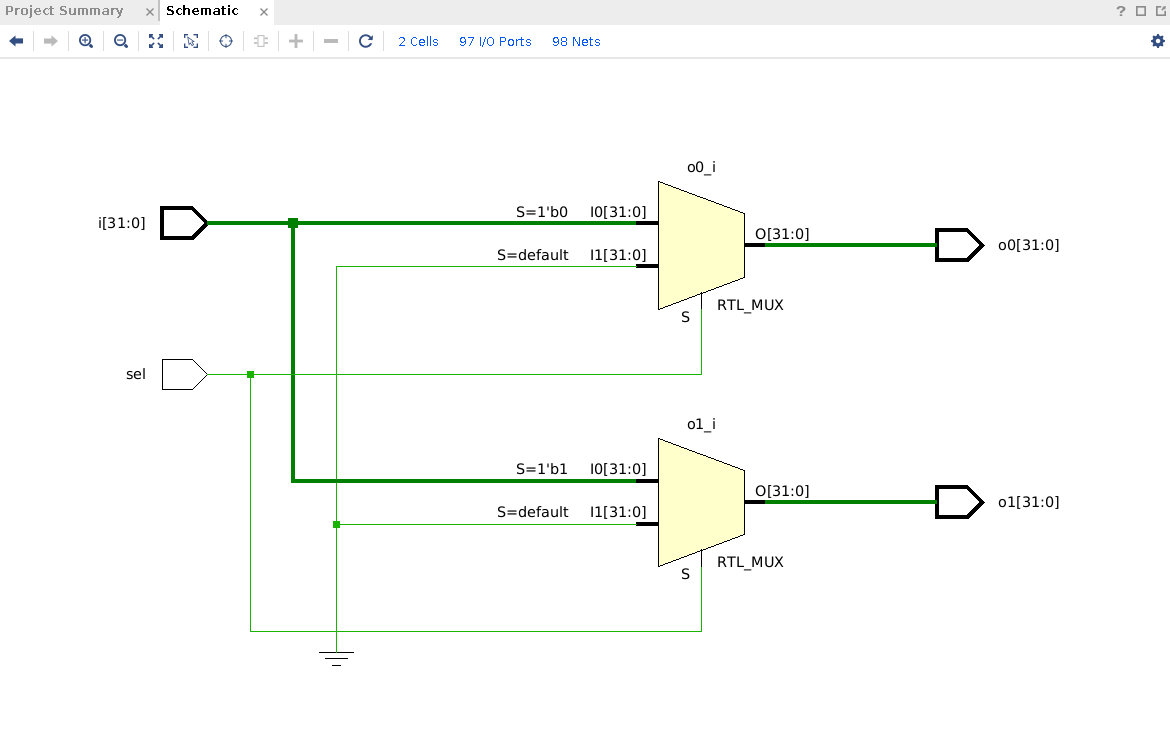 Project Summary × Schematic × ?
2 Cells 97 I/O Ports 98 Nets
o0_i
i[31:0] S=1'b0 I0[31:0] O[31:0] o0[31:0]
S=default I1[31:0]
S RTL_MUX
sel
o1_i
S=1'b1 I0[31:0] O[31:0] o1[31:0]
S=default I1[31:0]
S RTL_MUX